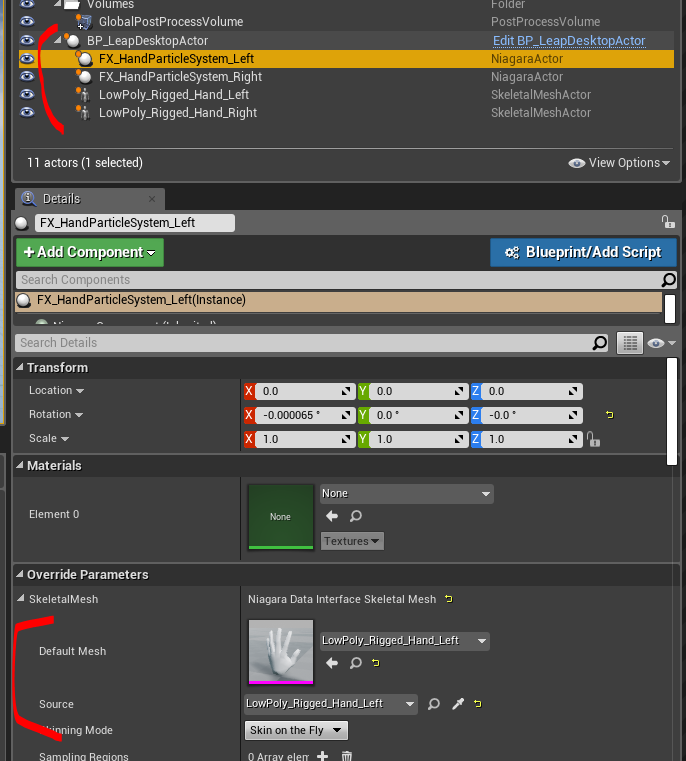 Volumes Folder
GlobalPostProcessVolume PostProcessVolume
BP_LeapDesktopActor Edit BP_LeapDesktopActor
FX_HandParticleSystem_Left NiagaraActor
FX_HandParticleSystem_Right NiagaraActor
LowPoly_Rigged_Hand_Left SkeletalMeshActor
LowPoly_Rigged_Hand_Right SkeletalMeshActor
11 actors (1 selected) View Options
Details
FX_HandParticleSystem_Left
+ Add Component Blueprint/Add Script
Search Components
FX_HandParticleSystem_Left(Instance)
Search Details
Transform
Location X 0.0 Y 0.0 Z 0.0
Rotation X -0.000065 ° Y 0.0 ° Z -0.0 °
Scale X 1.0 Y 1.0 Z 1.0
Materials
Element 0 None None
Textures
Override Parameters
SkeletalMesh Niagara Data Interface Skeletal Mesh
Default Mesh LowPoly_Rigged_Hand_Left
Source LowPoly_Rigged_Hand_Left
Skinning Mode Skin on the Fly
Sampling Regions 0 Array elem